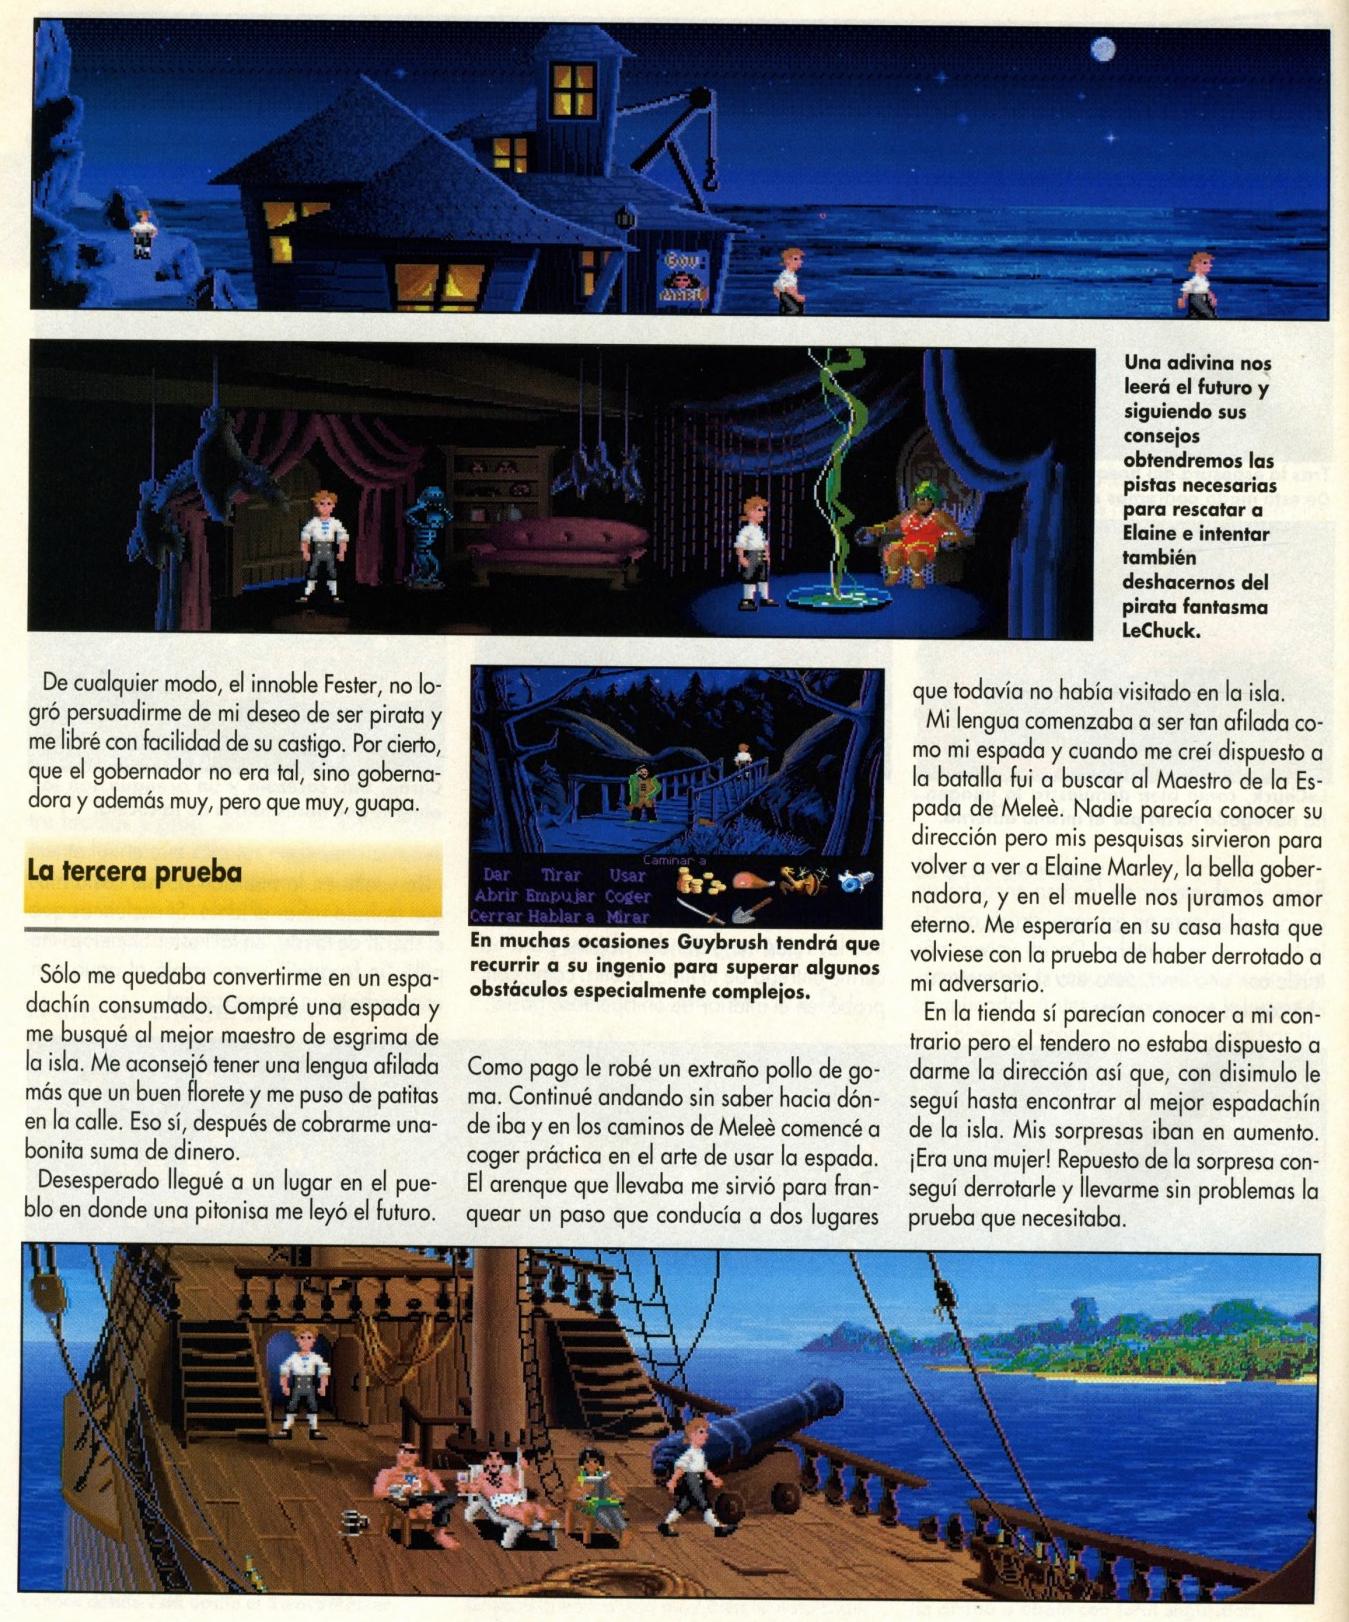 GOV.
MARL
Una adivina nos
leerá el futuro y
siguiendo sus
consejos
obtendremos las
pistas necesarias
para rescatar a
Elaine e intentar
también
deshacernos del
pirata fantasma
LeChuck.
De cualquier modo, el innoble Fester, no lo-
gró persuadirme de mi deseo de ser pirata y
me libré con facilidad de su castigo. Por cierto,
que el gobernador no era tal, sino goberna-
dora y además muy, pero que muy, guapa.
La tercera prueba
Sólo me quedaba convertirme en un espa-
dachín consumado. Compré una espada y
me busqué al mejor maestro de esgrima de
la isla. Me aconsejó tener una lengua afilada
más que un buen florete y me puso de patitas
en la calle. Eso sí, después de cobrarme una
bonita suma de dinero.
Desesperado llegué a un lugar en el pue-
blo en donde una pitonisa me leyó el futuro.
Caminar a
Dar Tirar Usar
Abrir Empujar Coger
Cerrar Hablar a Mirar
En muchas ocasiones Guybrush tendrá que
recurrir a su ingenio para superar algunos
obstáculos especialmente complejos.
Como pago le robé un extraño pollo de go-
ma. Continué andando sin saber hacia dón-
de iba y en los caminos de Meleè comencé a
coger práctica en el arte de usar la espada.
El arenque que llevaba me sirvió para fran-
quear un paso que conducía a dos lugares
que todavía no había visitado en la isla.
Mi lengua comenzaba a ser tan afilada co-
mo mi espada y cuando me creí dispuesto a
la batalla fui a buscar al Maestro de la Es-
pada de Meleè. Nadie parecía conocer su
dirección pero mis pesquisas sirvieron para
volver a ver a Elaine Marley, la bella gober-
nadora, y en el muelle nos juramos amor
eterno. Me esperaría en su casa hasta que
volviese con la prueba de haber derrotado a
mi adversario.
En la tienda sí parecían conocer a mi con-
trario pero el tendero no estaba dispuesto a
darme la dirección así que, con disimulo le
seguí hasta encontrar al mejor espadachín
de la isla. Mis sorpresas iban en aumento.
¡Era una mujer! Repuesto de la sorpresa con-
seguí derrotarle y llevarme sin problemas la
prueba que necesitaba.